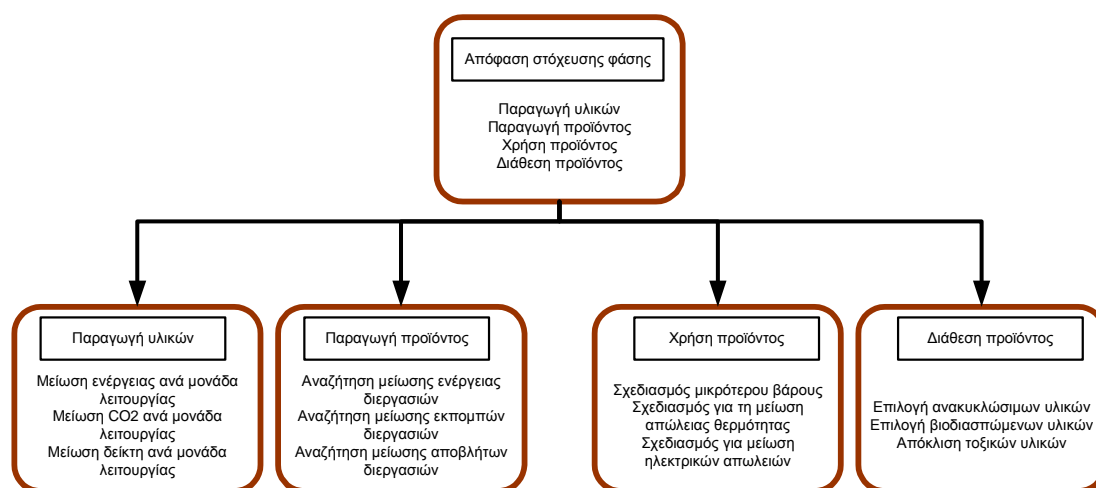 Απόφαση στόχευσης φάσης
Παραγωγή υλικών
Παραγωγή προϊόντος
Χρήση προϊόντος
Διάθεση προϊόντος
Παραγωγή υλικών
Μείωση ενέργειας ανά μονάδα
λειτουργίας
Μείωση CO2 ανά μονάδα
λειτουργίας
Μείωση δείκτη ανά μονάδα
λειτουργίας
Παραγωγή προϊόντος
Αναζήτηση μείωσης ενέργειας
διεργασιών
Αναζήτηση μείωσης εκπομπών
διεργασιών
Αναζήτηση μείωσης αποβλήτων
διεργασιών
Χρήση προϊόντος
Σχεδιασμός μικρότερου βάρους
Σχεδιασμός για τη μείωση
απώλειας θερμότητας
Σχεδιασμός για μείωση
ηλεκτρικών απωλειών
Διάθεση προϊόντος
Επιλογή ανακυκλώσιμων υλικών
Επιλογή βιοδιασπώμενων υλικών
Απόκλιση τοξικών υλικών